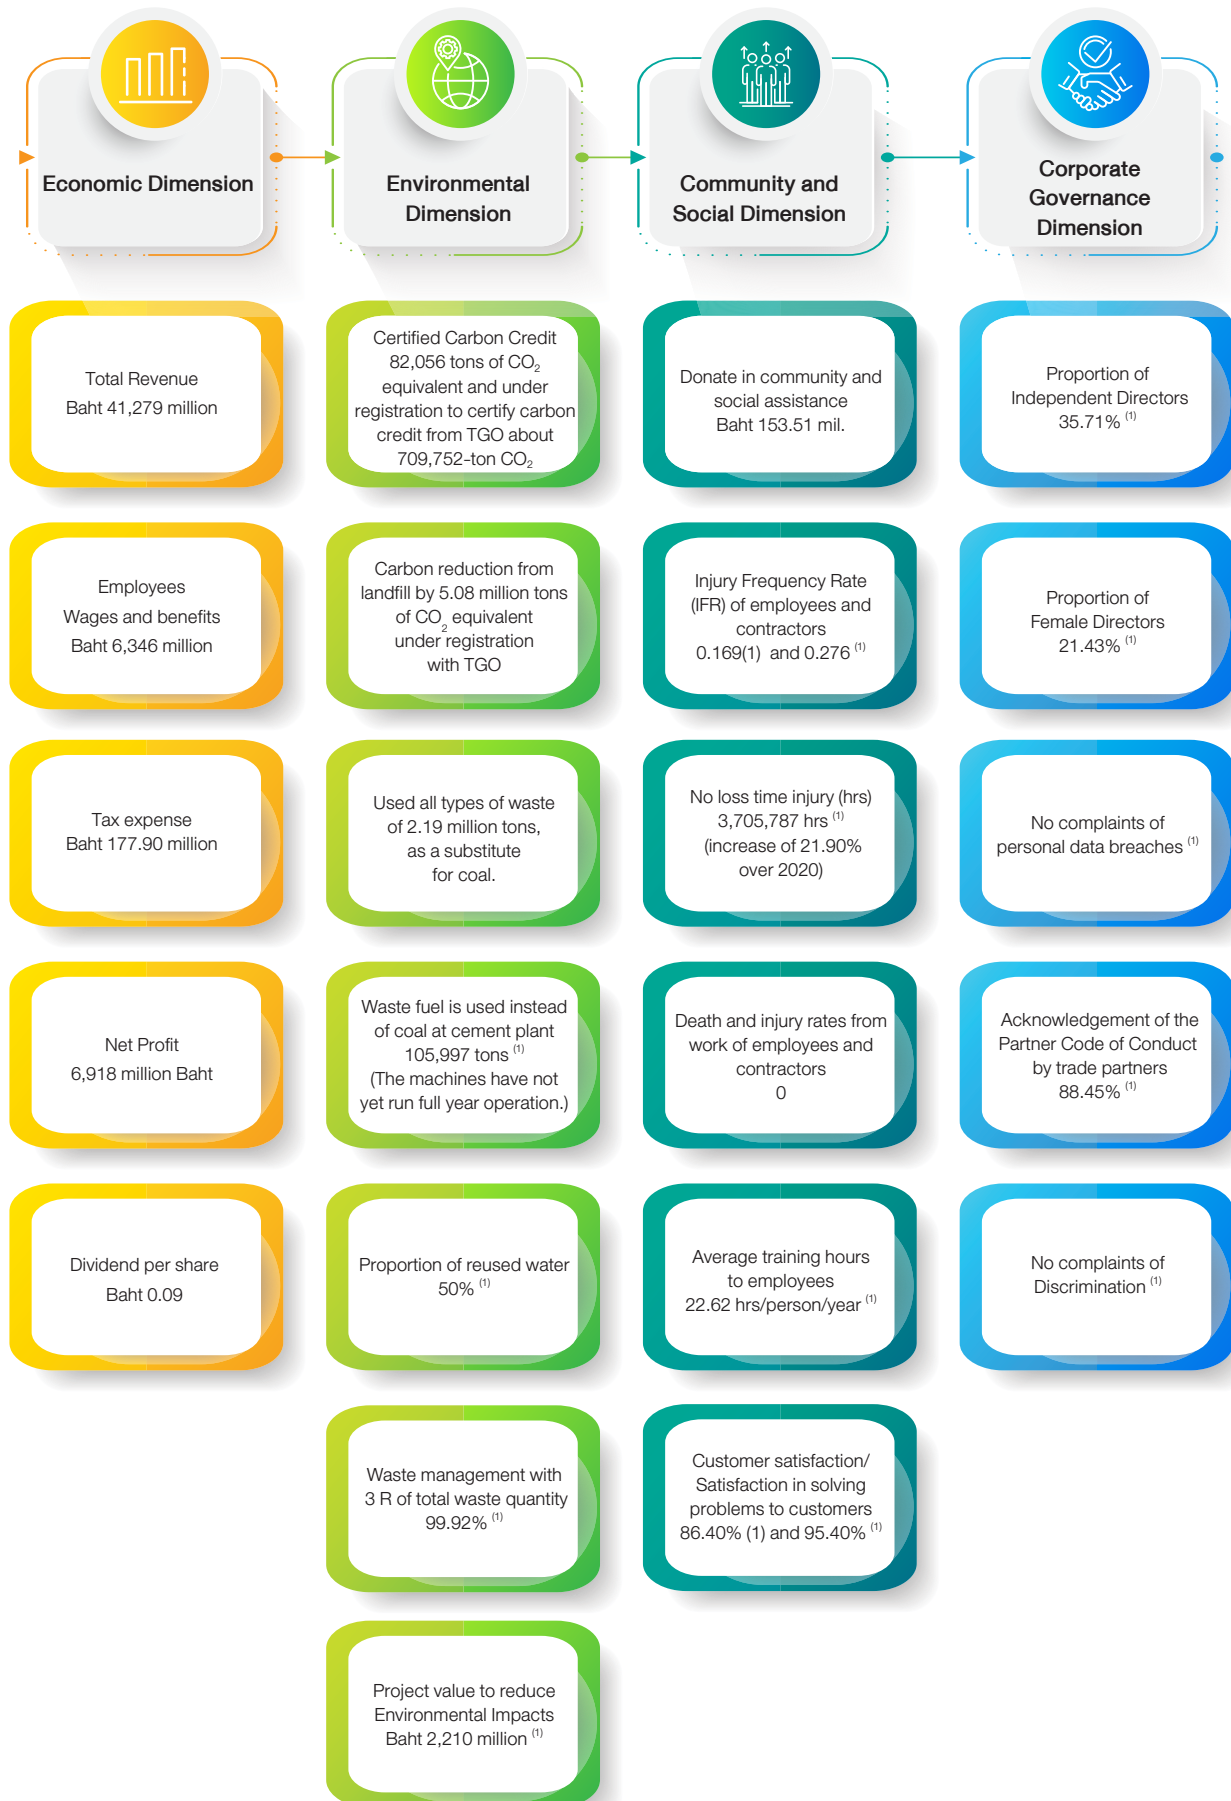 Economic Dimension
Total Revenue
Baht 41,279 million
Employees
Wages and benefits
Baht 6,346 million
Tax expense
Baht 177.90 million
Net Profit
6,918 million Baht
Dividend per share
Baht 0.09
Environmental
Dimension
Certified Carbon Credit
82,056 tons of CO₂
equivalent and under
registration to certify carbon
credit from TGO about
709,752-ton CO₂
Carbon reduction from
landfill by 5.08 million tons
of CO₂ equivalent
under registration
with TGO
Used all types of waste
of 2.19 million tons,
as a substitute
for coal.
Waste fuel is used instead
of coal at cement plant
105,997 tons (1)
(The machines have not
yet run full year operation.)
Proportion of reused water
50% (1)
Waste management with
3 R of total waste quantity
99.92% (1)
Project value to reduce
Environmental Impacts
Baht 2,210 million (1)
Community and
Social Dimension
Donate in community and
social assistance
Baht 153.51 mil.
Injury Frequency Rate
(IFR) of employees and
contractors
0.169(1) and 0.276 (1)
No loss time injury (hrs)
3,705,787 hrs (1)
(increase of 21.90%
over 2020)
Death and injury rates from
work of employees and
contractors
0
Average training hours
to employees
22.62 hrs/person/year (1)
Customer satisfaction/
Satisfaction in solving
problems to customers
86.40% (1) and 95.40% (1)
Corporate
Governance
Dimension
Proportion of
Independent Directors
35.71% (1)
Proportion of
Female Directors
21.43% (1)
No complaints of
personal data breaches (1)
Acknowledgement of the
Partner Code of Conduct
by trade partners
88.45% (1)
No complaints of
Discrimination (1)